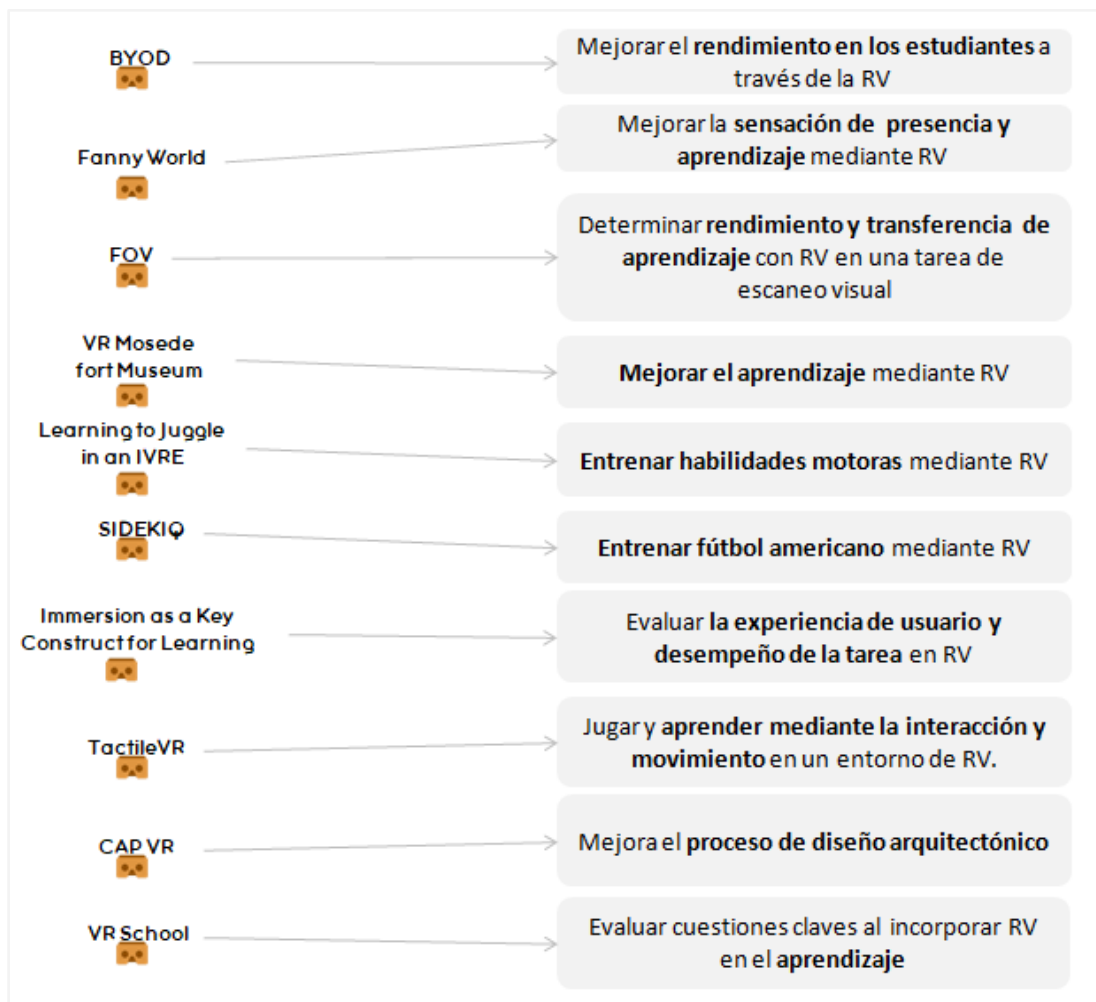 BYOD
Mejorar el rendimiento en los estudiantes a
través de la RV
Fanny World
Mejorar la sensación de presencia y
aprendizaje mediante RV
FOV
Determinar rendimiento y transferencia de
aprendizaje con RV en una tarea de
escaneo visual
VR Mosede
fort Museum
Mejorar el aprendizaje mediante RV
Learning to Juggle
in an IVRE
Entrenar habilidades motoras mediante RV
SIDEKIQ
Entrenar fútbol americano mediante RV
Immersion as a Key
Construct for Learning
Evaluar la experiencia de usuario y
desempeño de la tarea en RV
TactileVR
Jugar y aprender mediante la interacción y
movimiento en un entorno de RV.
CAP VR
Mejora el proceso de diseño arquitectónico
VR School
Evaluar cuestiones claves al incorporar RV
en el aprendizaje